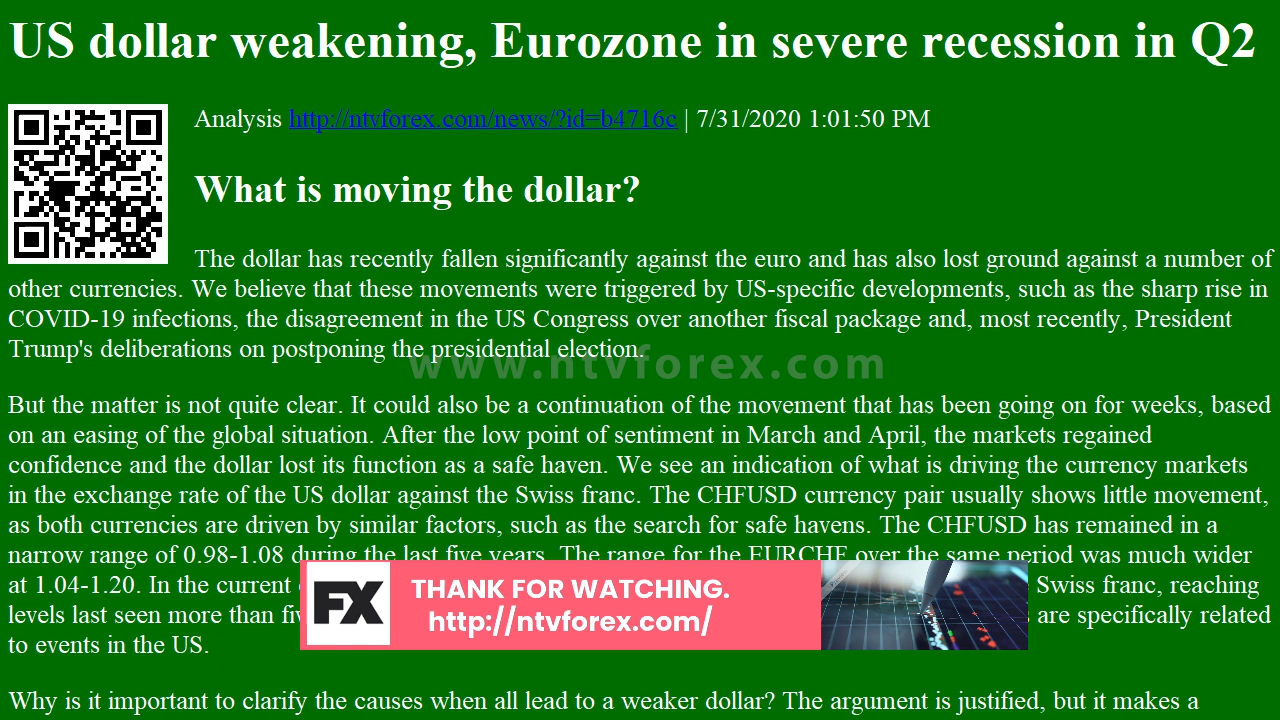 US dollar weakening, Eurozone in severe recession in Q2
Analysis http://ntvforex.com/news/?id=b4716c | 7/31/2020 1:01:50 PM
What is moving the dollar?
The dollar has recently fallen significantly against the euro and has also lost ground against a number of
other currencies. We believe that these movements were triggered by US-specific developments, such as the sharp rise in
COVID-19 infections, the disagreement in the US Congress over another fiscal package and, most recently, President
Trump's deliberations on postponing the presidential election.
www.ntvforex.com
But the matter is not quite clear. It could also be a continuation of the movement that has been going on for weeks, based
on an easing of the global situation. After the low point of sentiment in March and April, the markets regained
confidence and the dollar lost its function as a safe haven. We see an indication of what is driving the currency markets
in the exchange rate of the US dollar against the Swiss franc. The CHFUSD currency pair usually shows little movement,
as both currencies are driven by similar factors, such as the search for safe havens. The CHFUSD has remained in a
narrow range of 0.98-1.08 during the last five years. The range for the EURCHF over the same period was much wider
at 1.04-1.20. In the current Swiss franc, reaching
levels last seen more than are specifically related
to events in the US.
FX
THANK FOR WATCHING.
http://ntvforex.com/
Why is it important to clarify the causes when all lead to a weaker dollar? The argument is justified, but it makes a